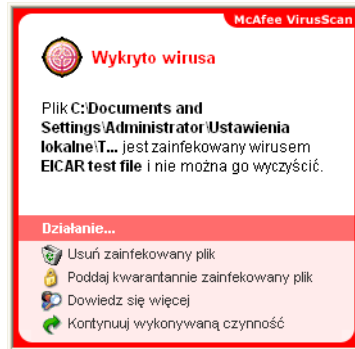 McAfee VirusScan
Wykryto wirusa
Plik C:\Documents and
Settings\Administrator\Ustawienia
lokalne\T... jest zainfekowany wirusem
EICAR test file i nie można go wyczyścić.
Działanie...
Usuń zainfekowany plik
Poddaj kwarantannie zainfekowany plik
Dowiedz się więcej
Kontynuuj wykonywaną czynność